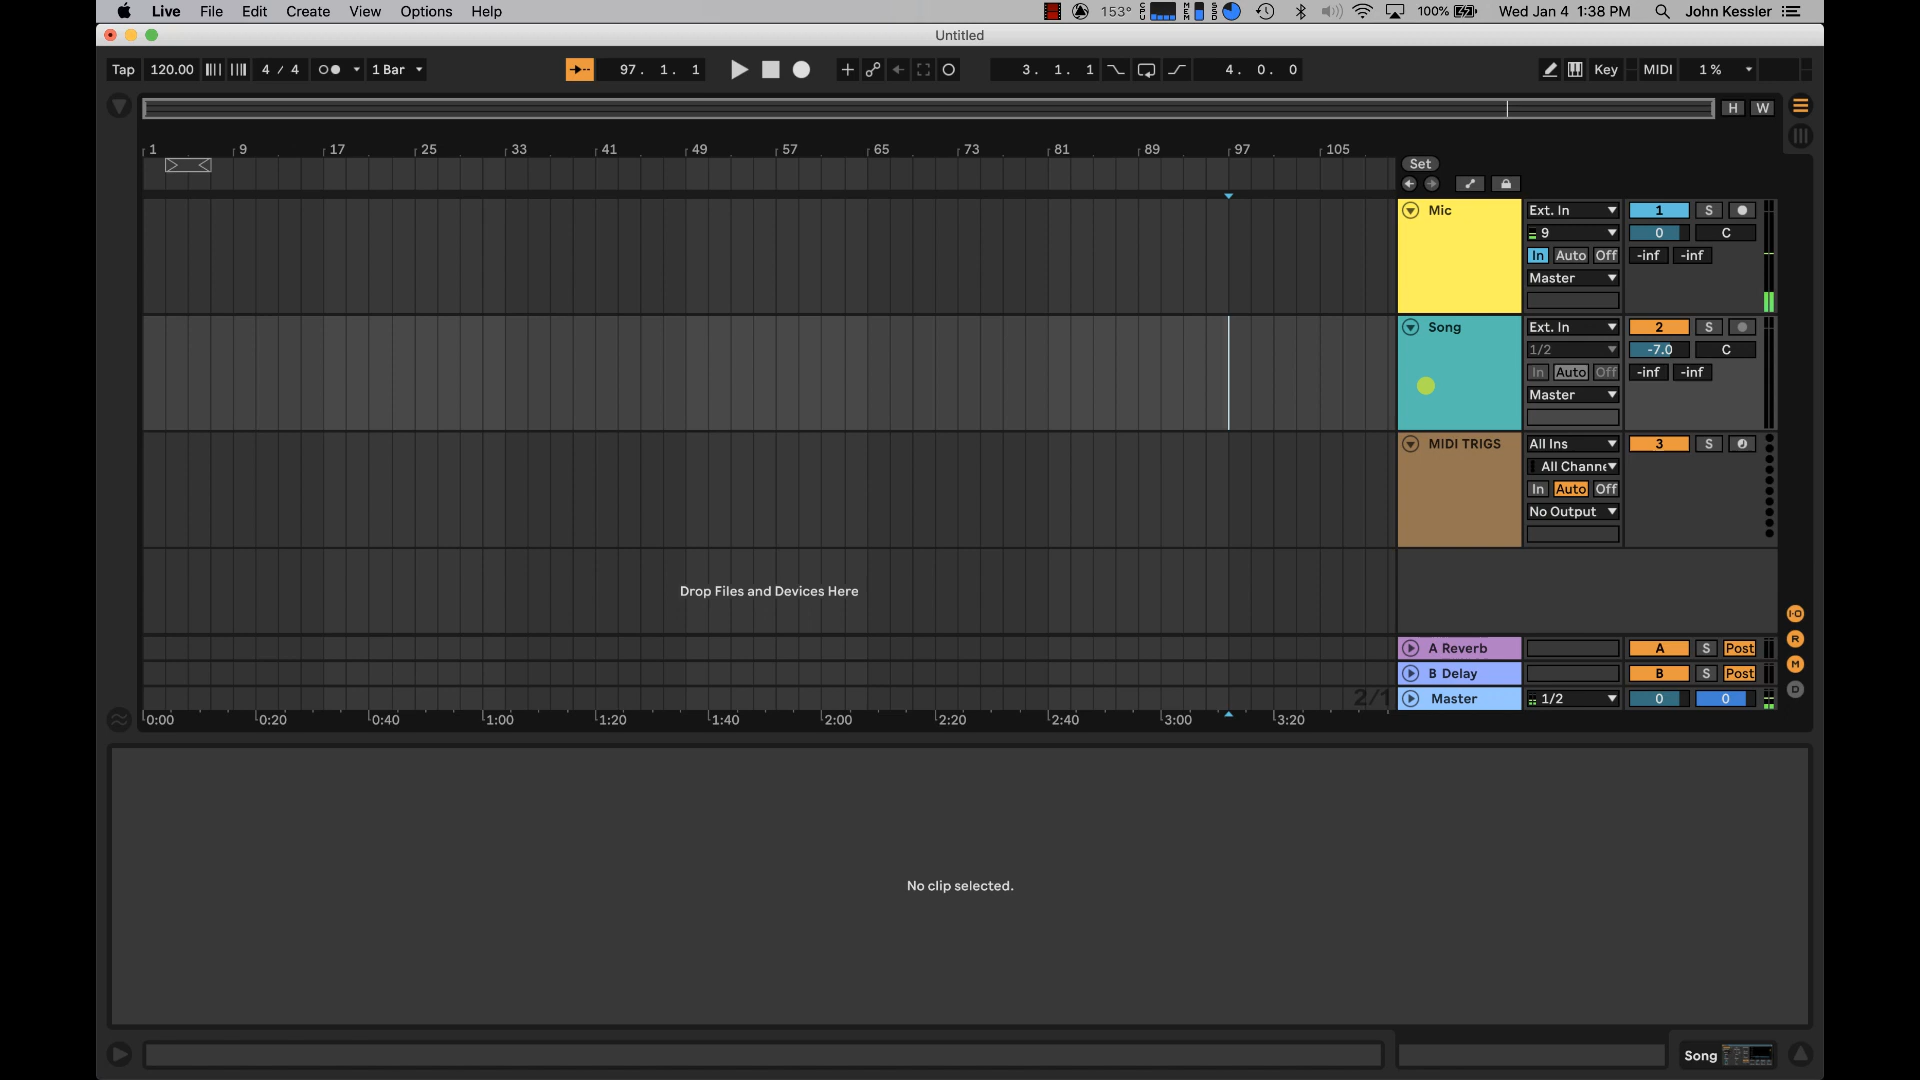 Live File Edit Create View Options Help 153° CPU MEM SSD 100% Wed Jan 4 1:38 PM John Kessler
Untitled
Tap 120.00 4 / 4 1 Bar 97. 1. 1 3. 1. 1 4. 0. 0 Key MIDI 1 %
H W
1 9 17 25 33 41 49 57 65 73 81 89 97 105
Set
Mic Ext. In 1 S
9 0 C
In Auto Off -inf -inf
Master
Song Ext. In 2 S
1/2 -7.0 C
In Auto Off -inf -inf
Master
MIDI TRIGS All Ins 3 S
All Channe
In Auto Off
No Output
Drop Files and Devices Here
I·O
R
M
D
A Reverb A S Post
B Delay B S Post
2/1 Master 1/2 0 0
0:00 0:20 0:40 1:00 1:20 1:40 2:00 2:20 2:40 3:00 3:20
No clip selected.
Song